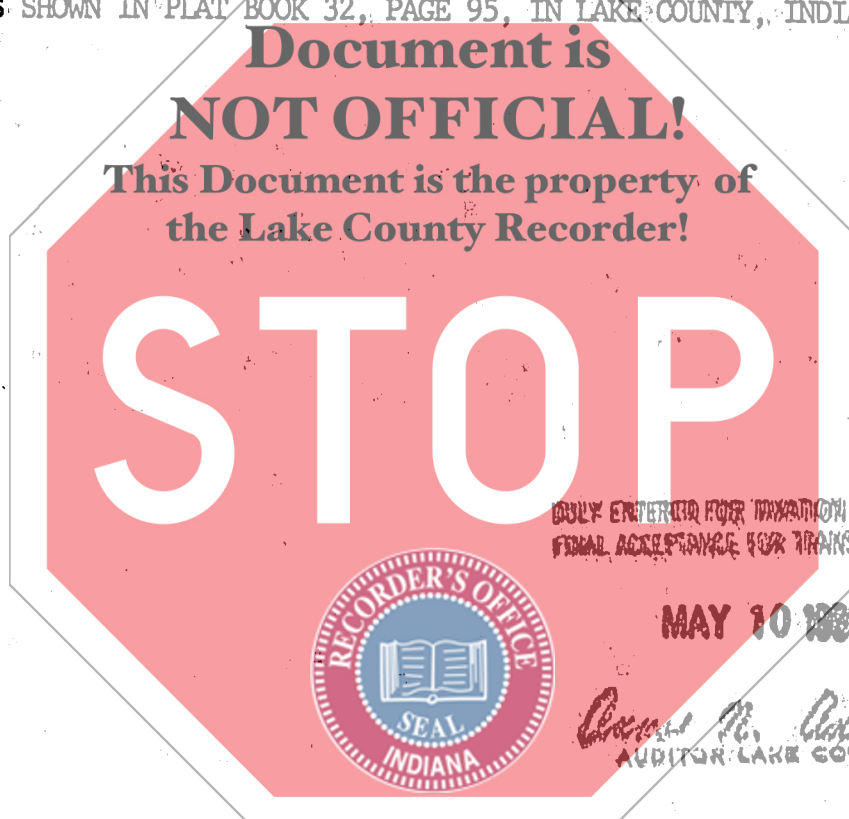 SHOWN IN PLAT BOOK 32, PAGE 95, IN LAKE COUNTY, INDI
Document is
NOT OFFICIAL!
This Document is the property of
the Lake County Recorder!
STOP
DULY ENTERED FOR TAXATION
FINAL ACCEPTANCE FOR TRANS
MAY 10
RECORDER'S OFFICE
SEAL
INDIANA
AUDITOR LAKE CO